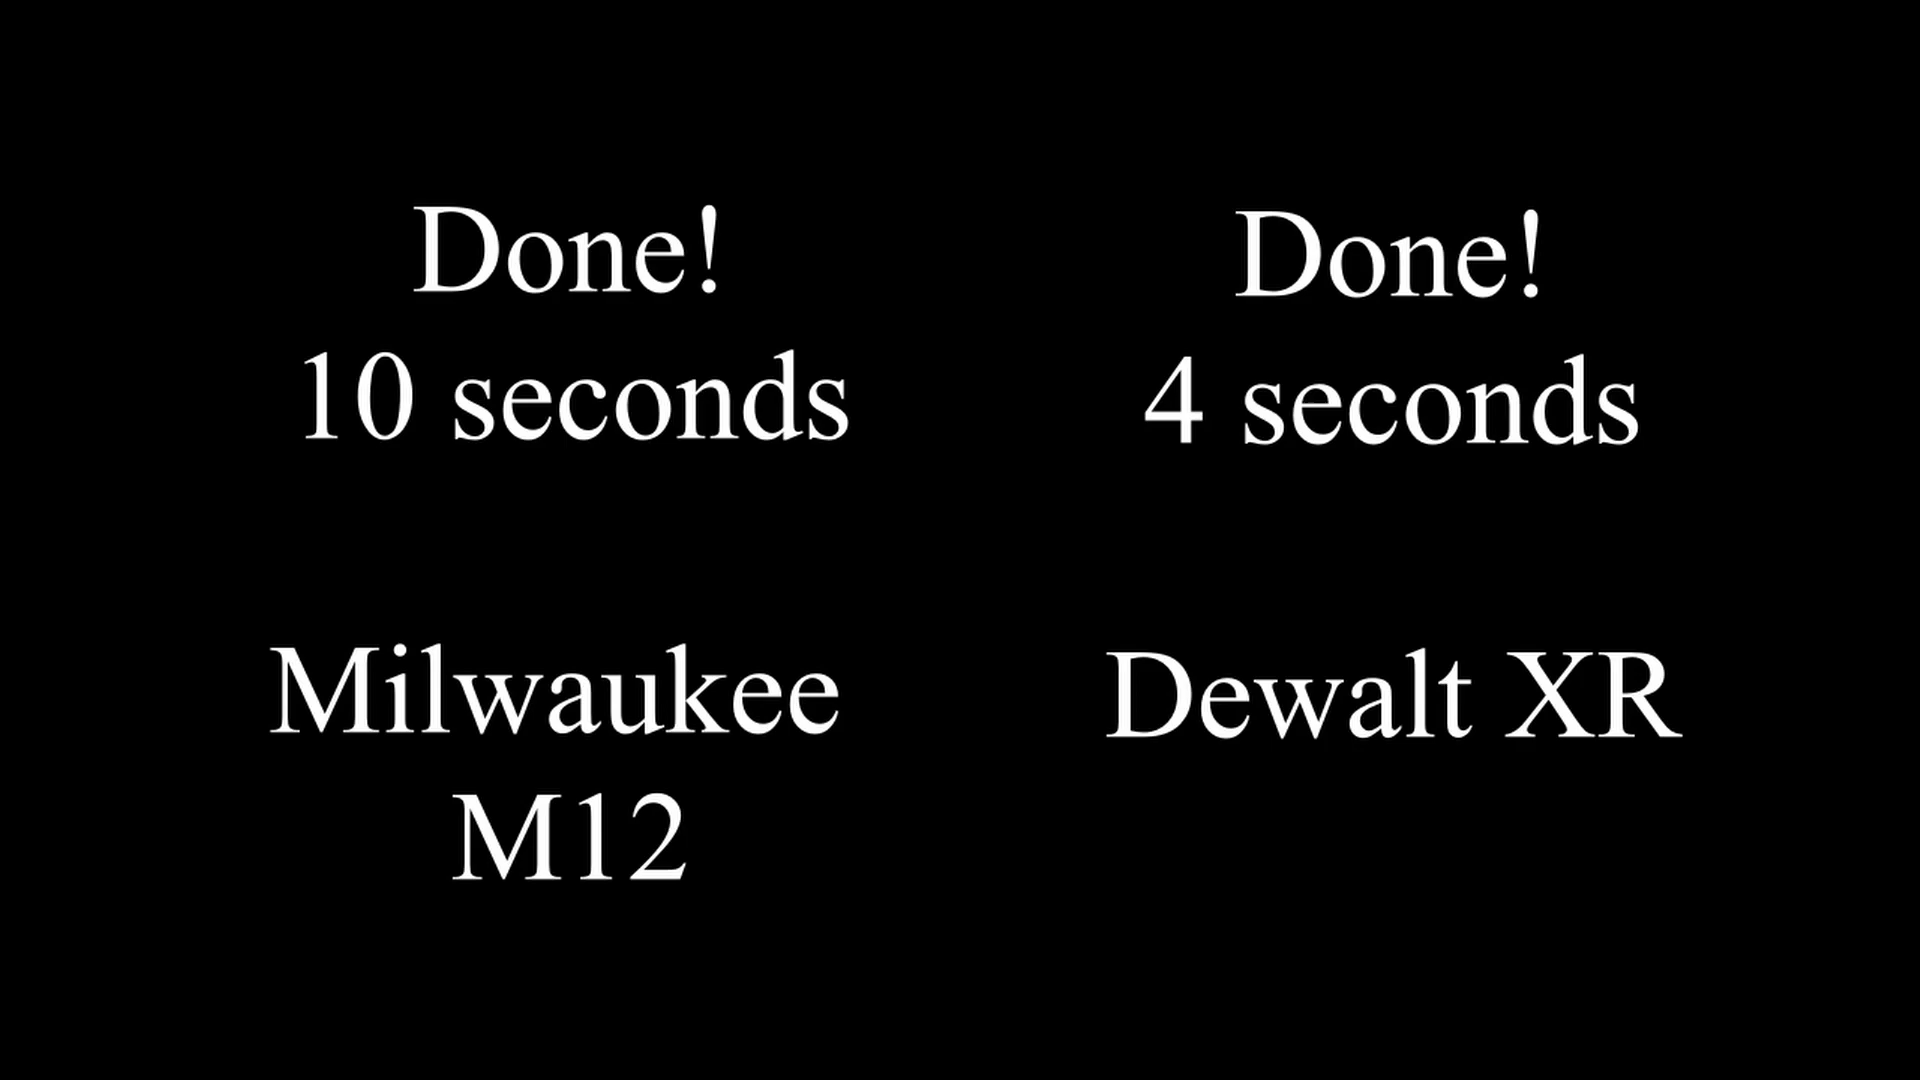 Done!
10 seconds
Milwaukee
M12
Done!
4 seconds
Dewalt XR